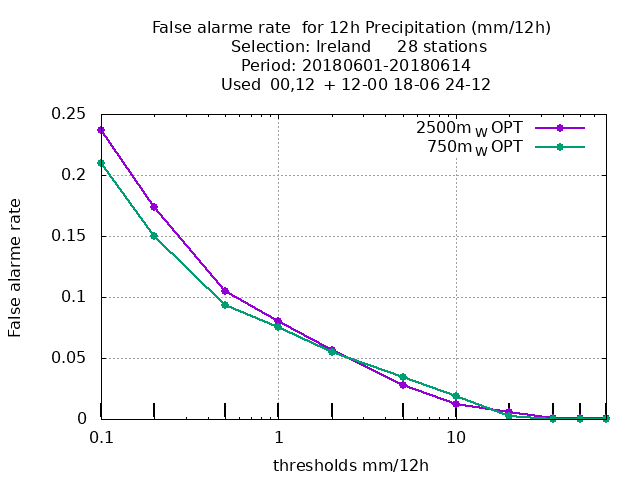 False alarme rate  for 12h Precipitation (mm/12h)
Selection: Ireland     28 stations
Period: 20180601-20180614
Used  00,12  + 12-00 18-06 24-12
2500m W OPT
750m W OPT
0.25
0.2
0.15
0.1
0.05
0
False alarme rate
0.1 1 10
thresholds mm/12h